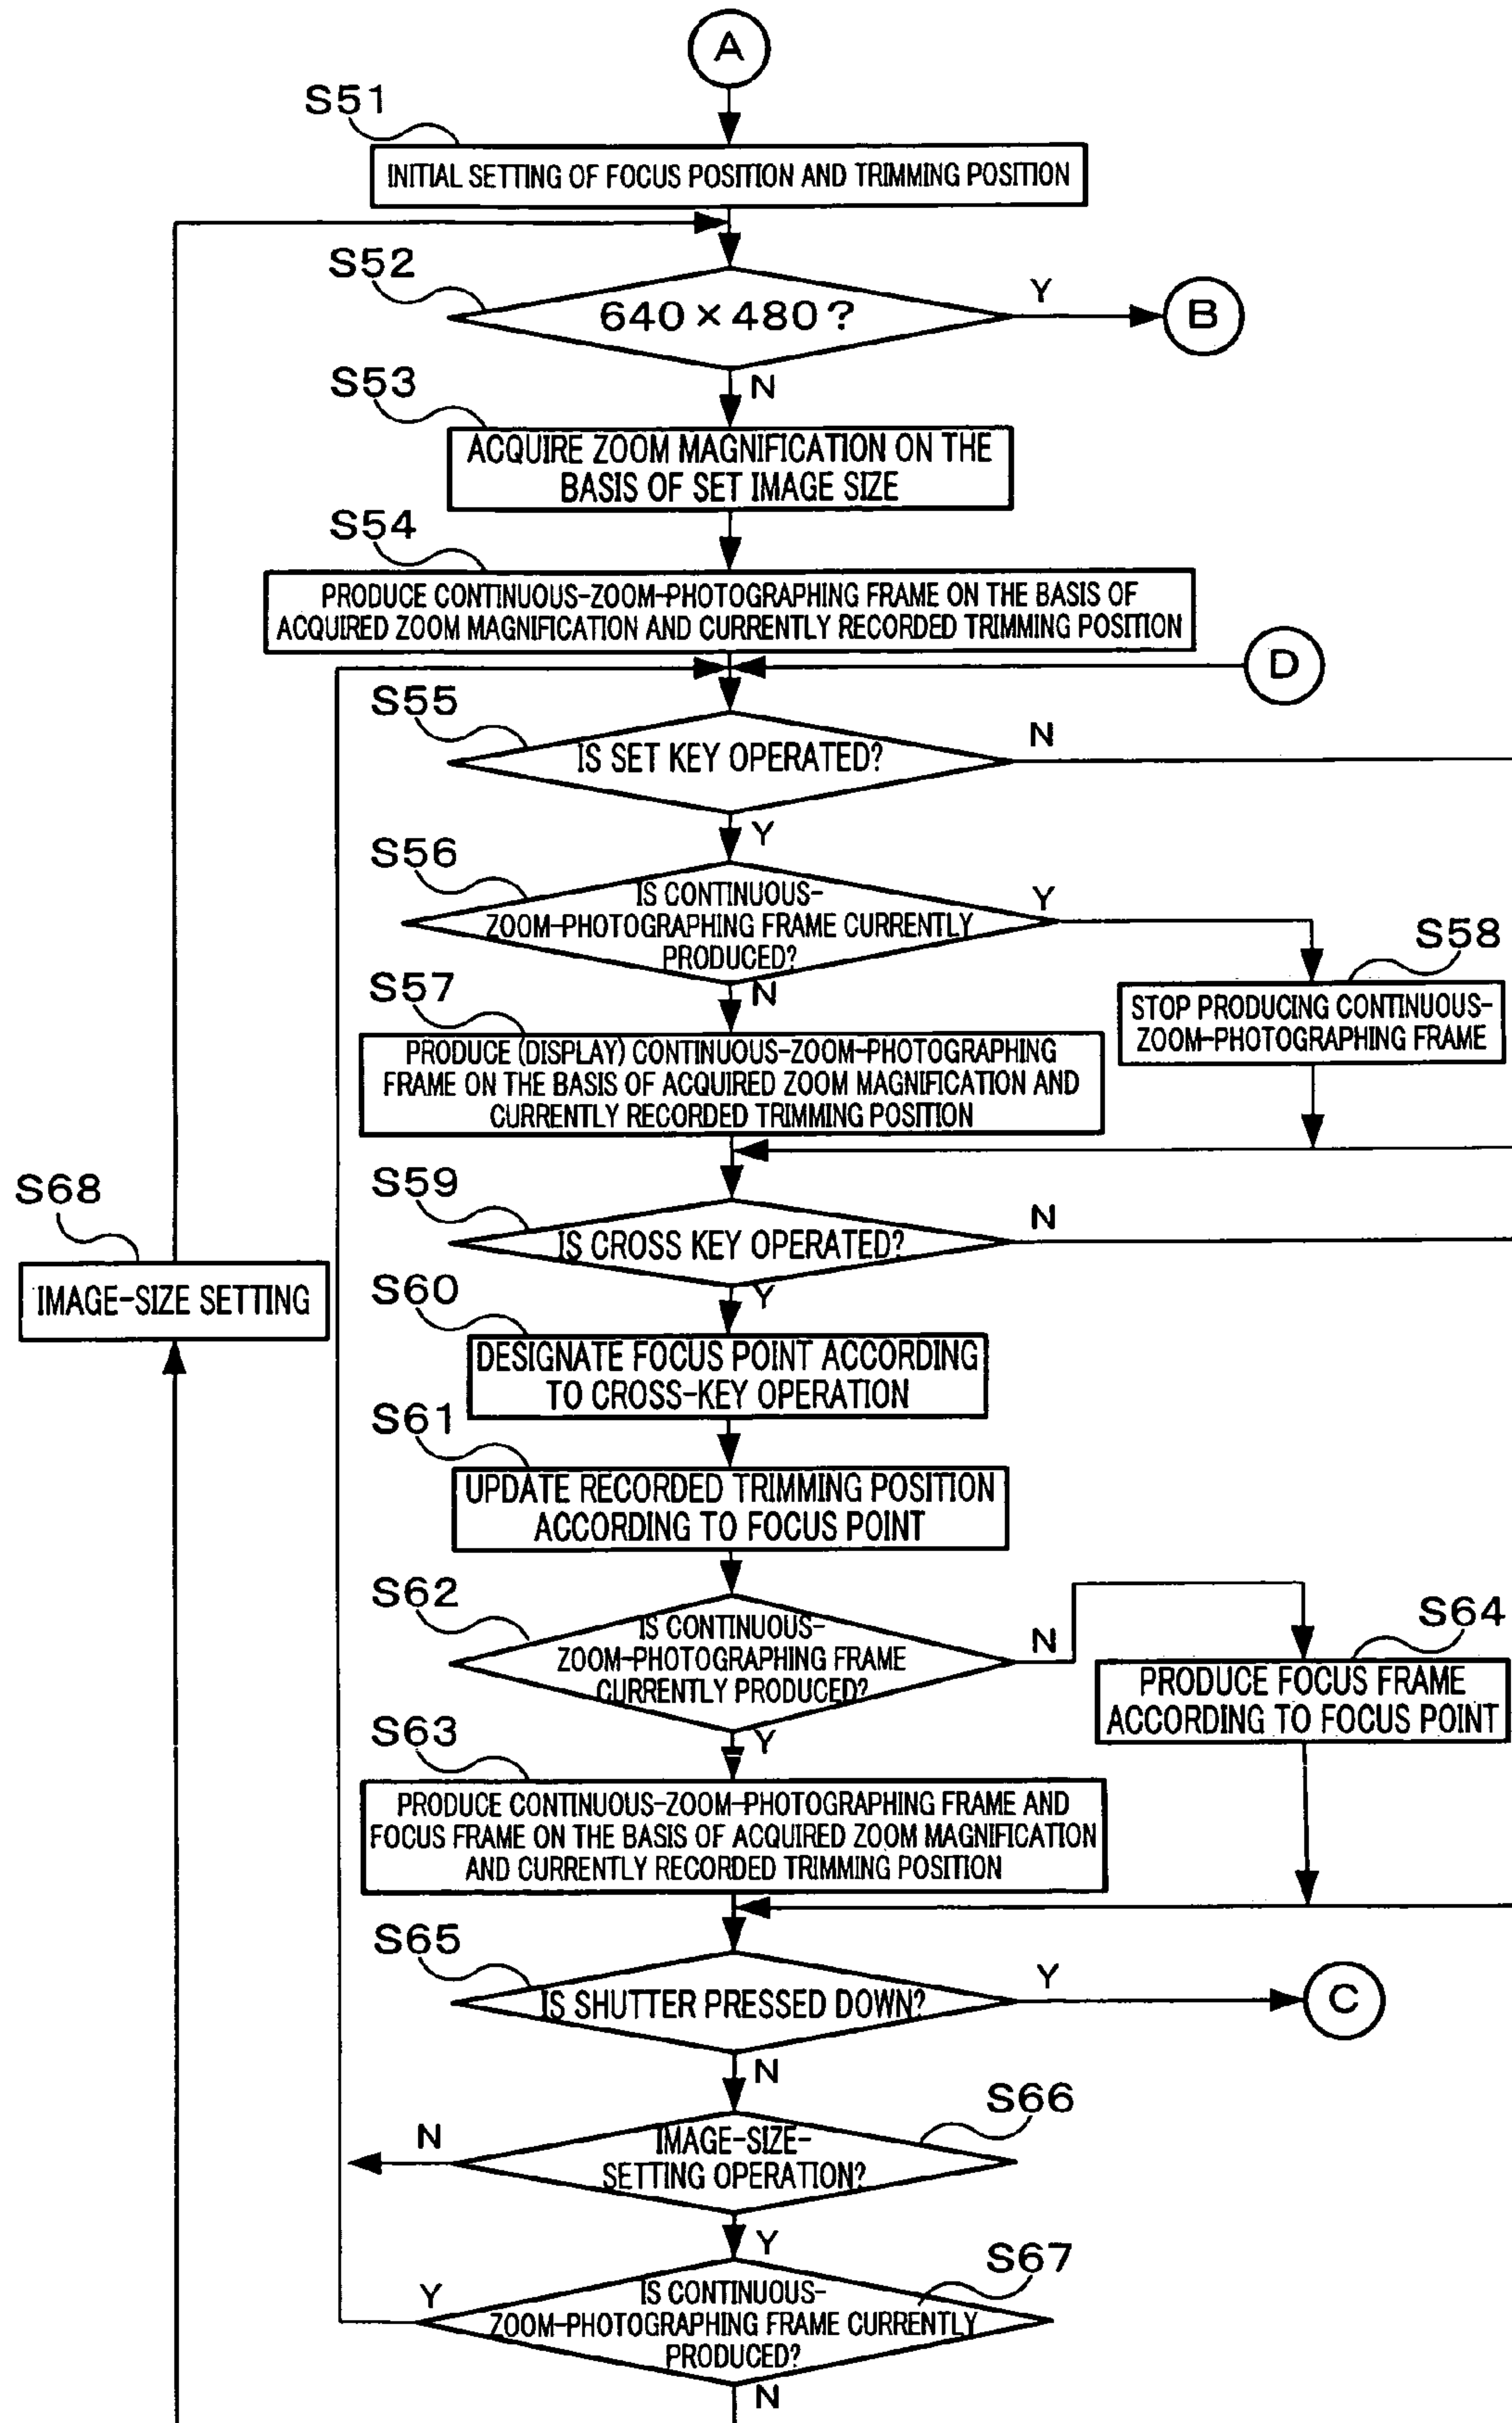 A
S51
INITIAL SETTING OF FOCUS POSITION AND TRIMMING POSITION
S52
640×480?
Y
B
N
S53
ACQUIRE ZOOM MAGNIFICATION ON THE
BASIS OF SET IMAGE SIZE
S54
PRODUCE CONTINUOUS-ZOOM-PHOTOGRAPHING FRAME ON THE BASIS OF
ACQUIRED ZOOM MAGNIFICATION AND CURRENTLY RECORDED TRIMMING POSITION
D
S55
IS SET KEY OPERATED?
N
Y
S56
IS CONTINUOUS-
ZOOM-PHOTOGRAPHING FRAME CURRENTLY
PRODUCED?
Y
N
S58
STOP PRODUCING CONTINUOUS-
ZOOM-PHOTOGRAPHING FRAME
S57
PRODUCE (DISPLAY) CONTINUOUS-ZOOM-PHOTOGRAPHING
FRAME ON THE BASIS OF ACQUIRED ZOOM MAGNIFICATION AND
CURRENTLY RECORDED TRIMMING POSITION
S59
IS CROSS KEY OPERATED?
N
Y
S68
IMAGE-SIZE SETTING
S60
DESIGNATE FOCUS POINT ACCORDING
TO CROSS-KEY OPERATION
S61
UPDATE RECORDED TRIMMING POSITION
ACCORDING TO FOCUS POINT
S62
IS CONTINUOUS-
ZOOM-PHOTOGRAPHING FRAME
CURRENTLY PRODUCED?
N
Y
S64
PRODUCE FOCUS FRAME
ACCORDING TO FOCUS POINT
S63
PRODUCE CONTINUOUS-ZOOM-PHOTOGRAPHING FRAME AND
FOCUS FRAME ON THE BASIS OF ACQUIRED ZOOM MAGNIFICATION
AND CURRENTLY RECORDED TRIMMING POSITION
S65
IS SHUTTER PRESSED DOWN?
Y
C
N
S66
IMAGE-SIZE-
SETTING OPERATION?
N
Y
S67
IS CONTINUOUS-
ZOOM-PHOTOGRAPHING FRAME CURRENTLY
PRODUCED?
Y
N